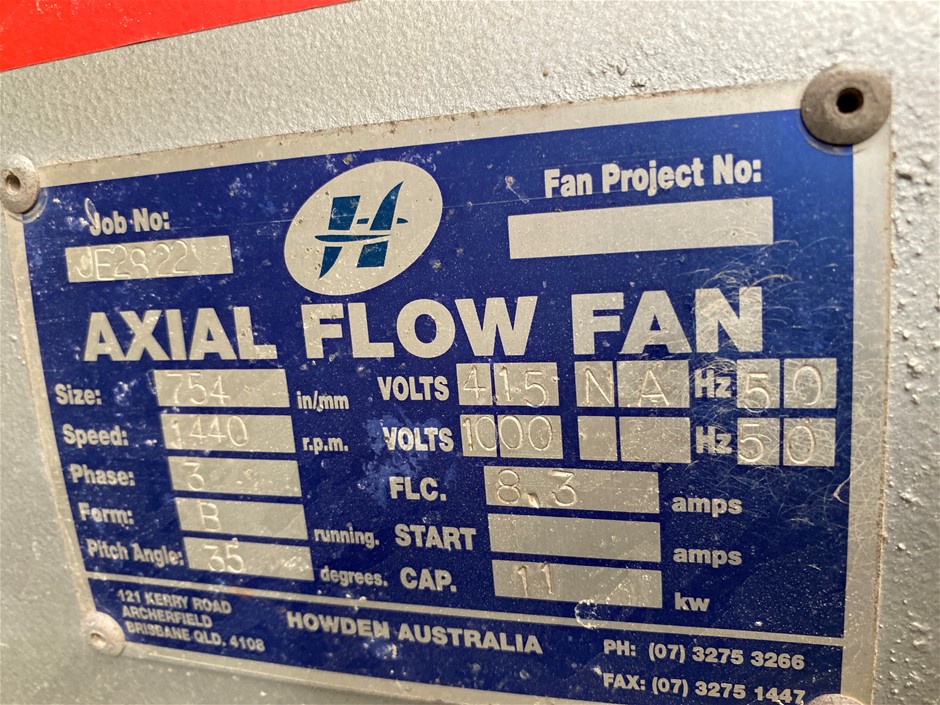 Job No:
Fan Project No:
JE2822
H
AXIAL FLOW FAN
Size: 754 in/mm VOLTS 415 NA Hz 50
Speed: 1440 r.p.m. VOLTS 1000 Hz 50
Phase: 3 FLC. 8.3 amps
Form: B running. START amps
Pitch Angle: 35 degrees. CAP. 11 kw
121 KERRY ROAD
ARCHERFIELD
BRISBANE QLD, 4108
HOWDEN AUSTRALIA
PH: (07) 3275 3266
FAX: (07) 3275 1447